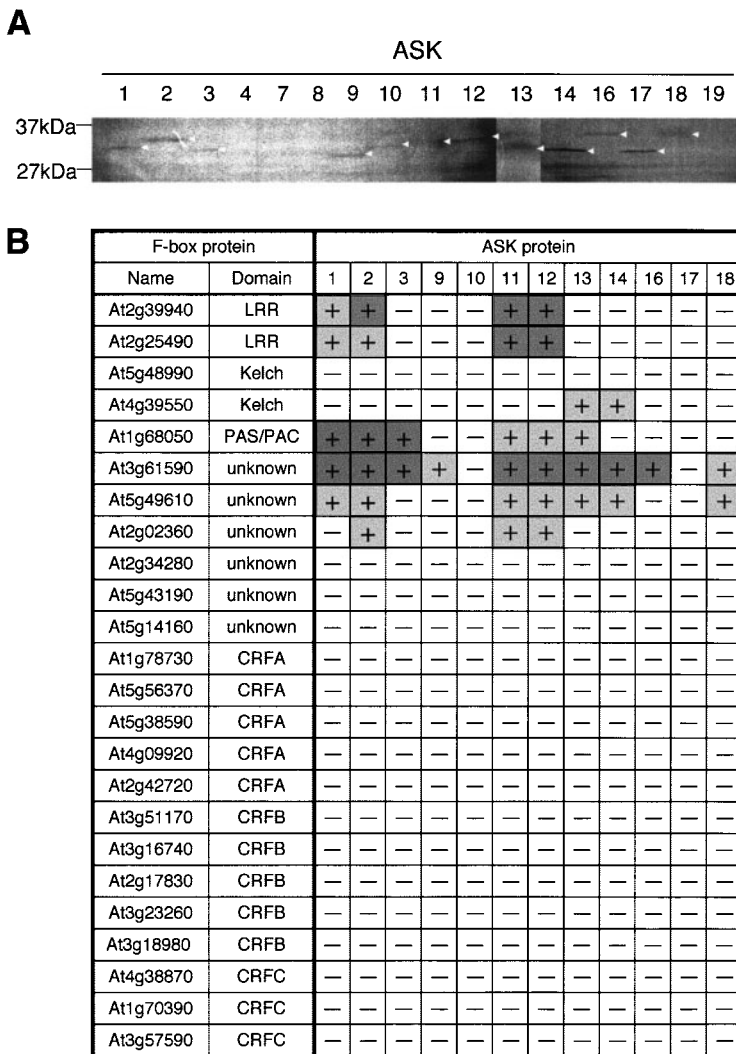 A
ASK
1 2 3 4 7 8 9 10 11 12 13 14 16 17 18 19
37kDa
27kDa
B
F-box protein ASK protein
Name Domain 1 2 3 9 10 11 12 13 14 16 17 18
At2g39940 LRR + + — — — + + — — — — —
At2g25490 LRR + + — — — + + — — — — —
At5g48990 Kelch — — — — — — — — — — — —
At4g39550 Kelch — — — — — — — + + — — —
At1g68050 PAS/PAC + + + — — + + + — — — —
At3g61590 unknown + + + + — + + + + + — +
At5g49610 unknown + + — — — + + + + — — +
At2g02360 unknown — + — — — + + — — — — —
At2g34280 unknown — — — — — — — — — — — —
At5g43190 unknown — — — — — — — — — — — —
At5g14160 unknown — — — — — — — — — — — —
At1g78730 CRFA — — — — — — — — — — — —
At5g56370 CRFA — — — — — — — — — — — —
At5g38590 CRFA — — — — — — — — — — — —
At4g09920 CRFA — — — — — — — — — — — —
At2g42720 CRFA — — — — — — — — — — — —
At3g51170 CRFB — — — — — — — — — — — —
At3g16740 CRFB — — — — — — — — — — — —
At2g17830 CRFB — — — — — — — — — — — —
At3g23260 CRFB — — — — — — — — — — — —
At3g18980 CRFB — — — — — — — — — — — —
At4g38870 CRFC — — — — — — — — — — — —
At1g70390 CRFC — — — — — — — — — — — —
At3g57590 CRFC — — — — — — — — — — — —